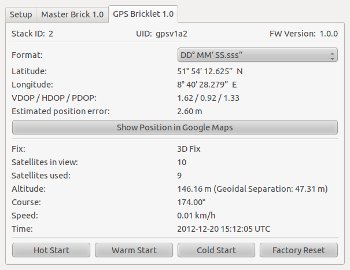 Setup Master Brick 1.0 GPS Bricklet 1.0
Stack ID: 2 UID: gpsv1a2 FW Version: 1.0.0
Format: DD° MM' SS.sss"
Latitude: 51° 54' 12.625" N
Longitude: 8° 40' 28.279" E
VDOP / HDOP / PDOP: 1.62 / 0.92 / 1.33
Estimated position error: 2.60 m
Show Position in Google Maps
Fix: 3D Fix
Satellites in view: 10
Satellites used: 9
Altitude: 146.16 m (Geoidal Separation: 47.31 m)
Course: 174.00°
Speed: 0.01 km/h
Time: 2012-12-20 15:12:05 UTC
Hot Start Warm Start Cold Start Factory Reset